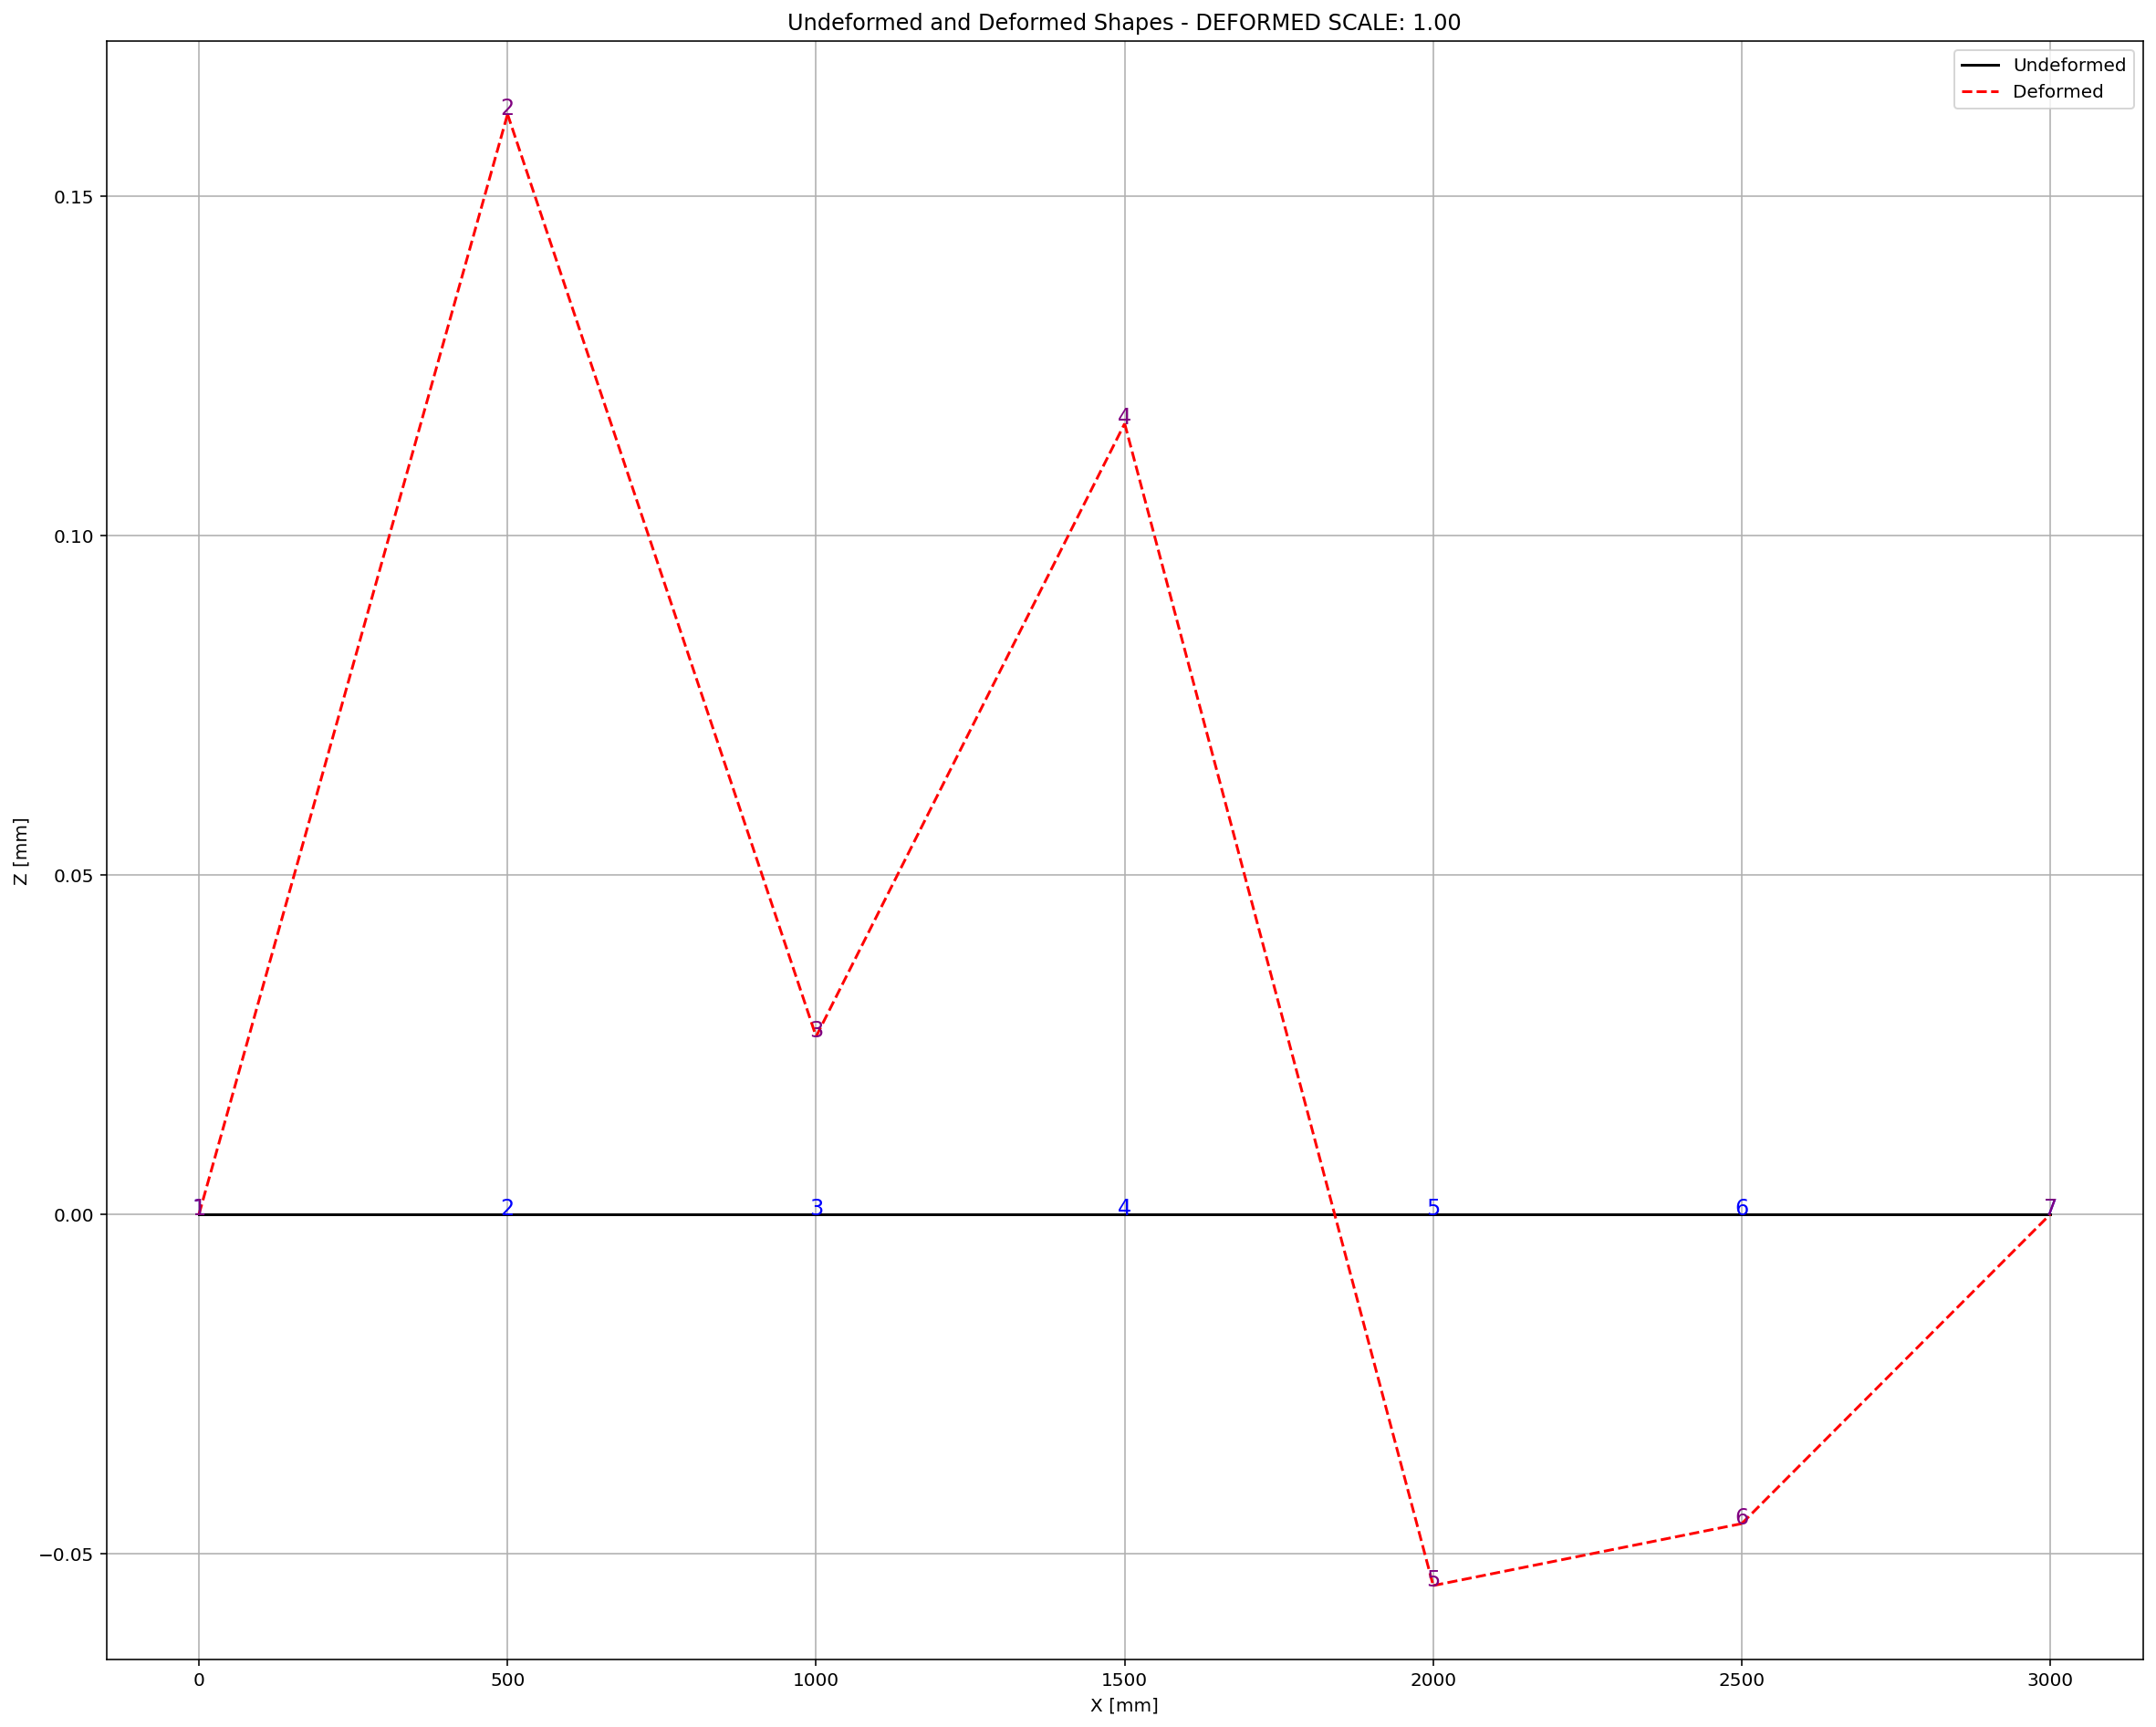 Undeformed and Deformed Shapes - DEFORMED SCALE: 1.00
Undeformed
Deformed
2
0.15
4
0.10
Z [mm]
0.05
3
0.00
1 2 3 4 5 6 7
6
−0.05
5
0 500 1000 1500 2000 2500 3000
X [mm]